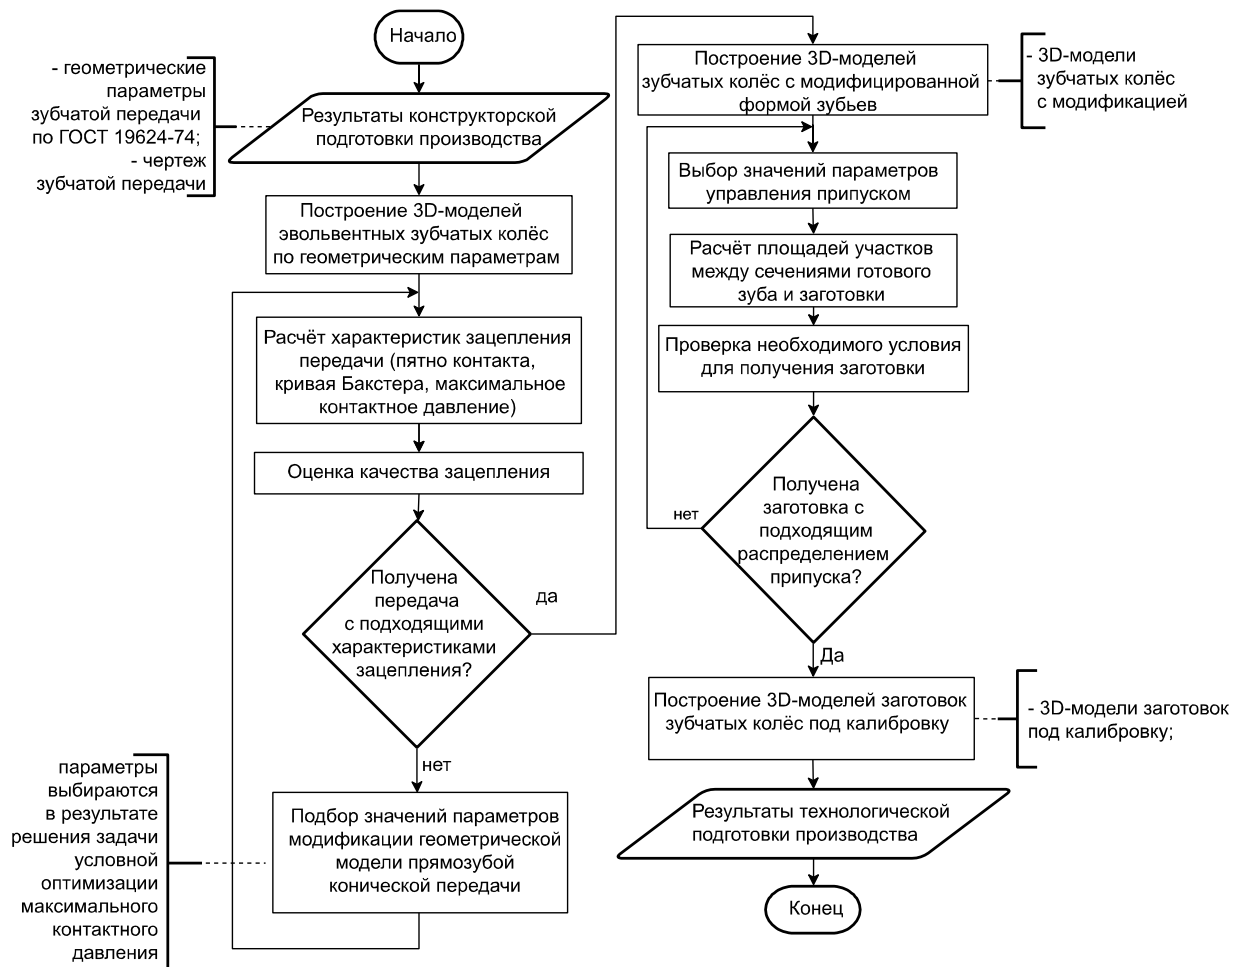 Начало
- геометрические
параметры
зубчатой передачи
по ГОСТ 19624-74;
- чертеж
зубчатой передачи
Результаты конструкторской
подготовки производства
Построение 3D-моделей
эвольвентных зубчатых колёс
по геометрическим параметрам
Расчёт характеристик зацепления
передачи (пятно контакта,
кривая Бакстера, максимальное
контактное давление)
Оценка качества зацепления
Получена
передача
с подходящими
характеристиками
зацепления?
да
нет
Подбор значений параметров
модификации геометрической
модели прямозубой
конической передачи
параметры
выбираются
в результате
решения задачи
условной
оптимизации
максимального
контактного
давления
Построение 3D-моделей
зубчатых колёс с модифицированной
формой зубьев
- 3D-модели
зубчатых колёс
с модификацией
Выбор значений параметров
управления припуском
Расчёт площадей участков
между сечениями готового
зуба и заготовки
Проверка необходимого условия
для получения заготовки
Получена
заготовка с
подходящим
распределением
припуска?
нет
Да
Построение 3D-моделей заготовок
зубчатых колёс под калибровку
- 3D-модели заготовок
под калибровку;
Результаты технологической
подготовки производства
Конец